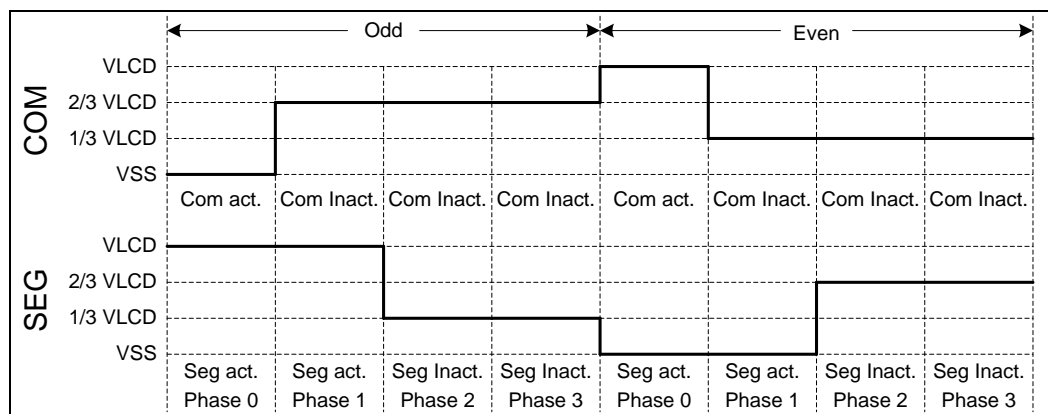 Odd Even
COM
VLCD
2/3 VLCD
1/3 VLCD
VSS
Com act. Com Inact. Com Inact. Com Inact. Com act. Com Inact. Com Inact. Com Inact.
SEG
VLCD
2/3 VLCD
1/3 VLCD
VSS
Seg act. Seg act. Seg Inact. Seg Inact. Seg act. Seg act. Seg Inact. Seg Inact.
Phase 0 Phase 1 Phase 2 Phase 3 Phase 0 Phase 1 Phase 2 Phase 3